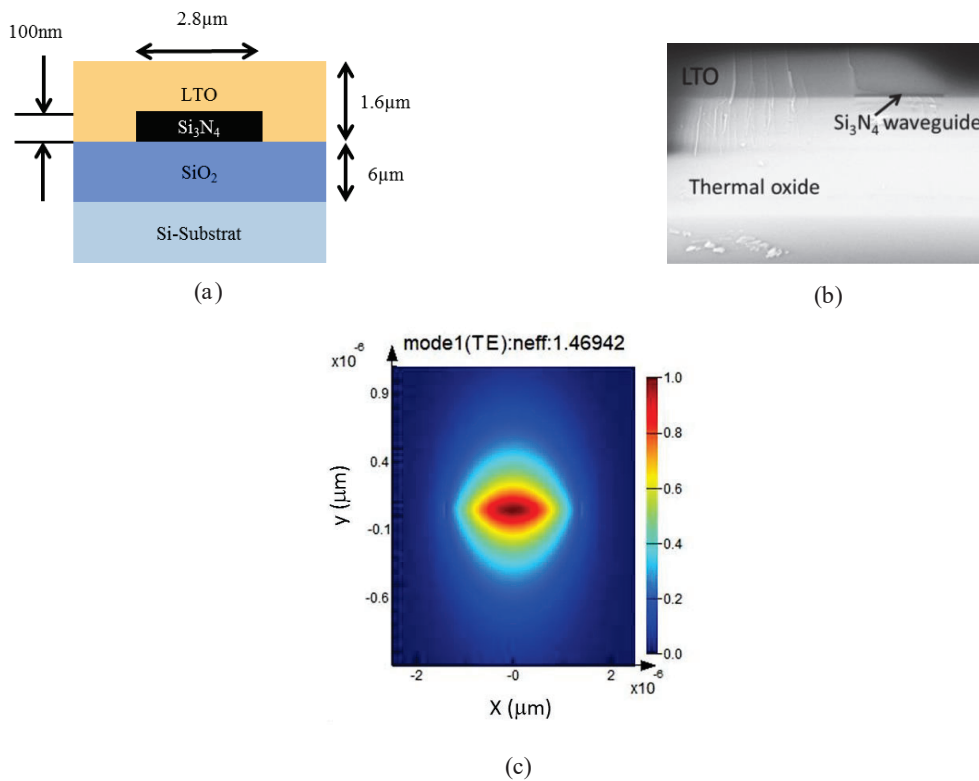 2.8µm
100nm
LTO
1.6µm
Si₃N₄
SiO₂
6µm
Si-Substrat
(a)
LTO
Si₃N₄ waveguide
Thermal oxide
(b)
mode1(TE):neff:1.46942
x10⁻⁶
0.9
0.4
-0.1
-0.6
y (µm)
-2
-0
2
x10⁻⁶
X (µm)
1.0
0.8
0.6
0.4
0.2
0.0
(c)